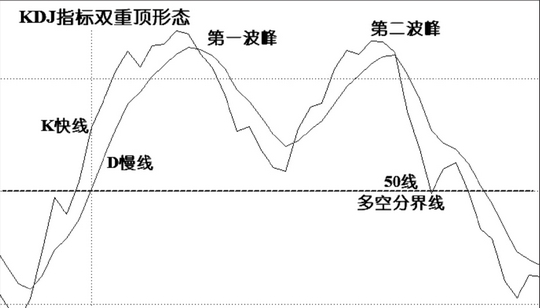 KDJ指标双重顶形态
第一波峰
第二波峰
K快线
D慢线
50线
多空分界线